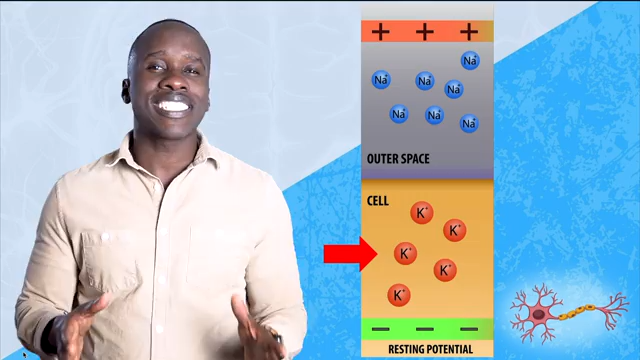 + + +
Na⁺
Na⁺ Na⁺ Na⁺
Na⁺ Na⁺ Na⁺
OUTER SPACE
CELL
K⁺
K⁺
K⁺
K⁺
K⁺
− − −
RESTING POTENTIAL